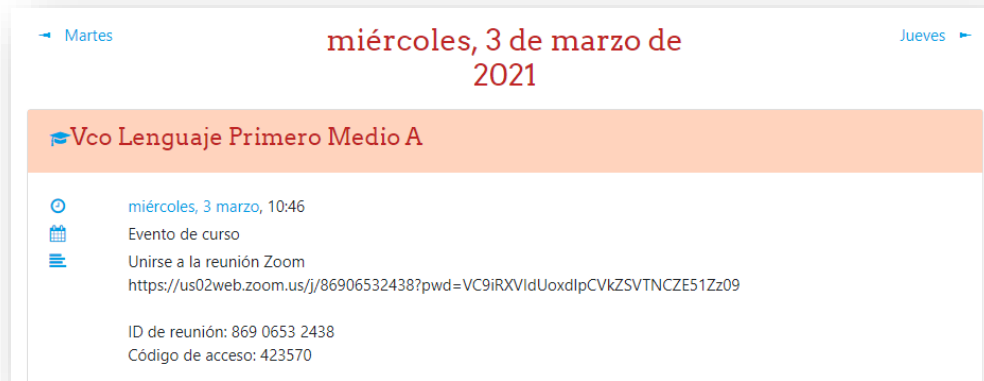 Martes
miércoles, 3 de marzo de
2021
Jueves
Vco Lenguaje Primero Medio A
miércoles, 3 marzo, 10:46
Evento de curso
Unirse a la reunión Zoom
https://us02web.zoom.us/j/86906532438?pwd=VC9iRXVIdUoxdlpCVkZSVTNCZE51Zz09
ID de reunión: 869 0653 2438
Código de acceso: 423570